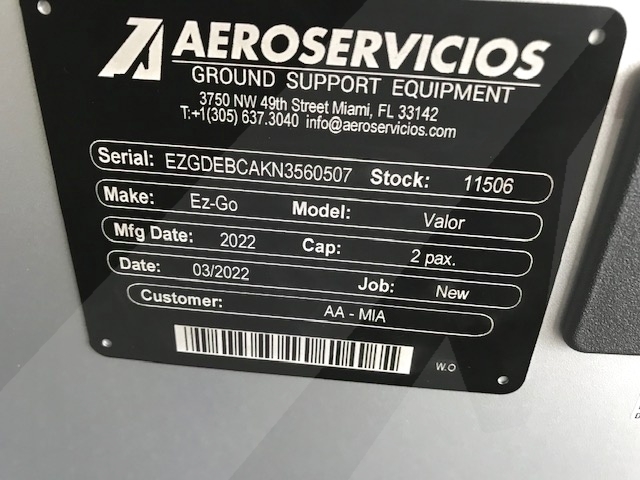 AEROSERVICIOS
GROUND SUPPORT EQUIPMENT
3750 NW 49th Street Miami, FL 33142
T:+1(305) 637.3040 info@aeroservicios.com
Serial: EZGDEBCAKN3560507 Stock: 11506
Make: Ez-Go Model: Valor
Mfg Date: 2022 Cap: 2 pax.
Date: 03/2022 Job: New
Customer: AA - MIA
W.O